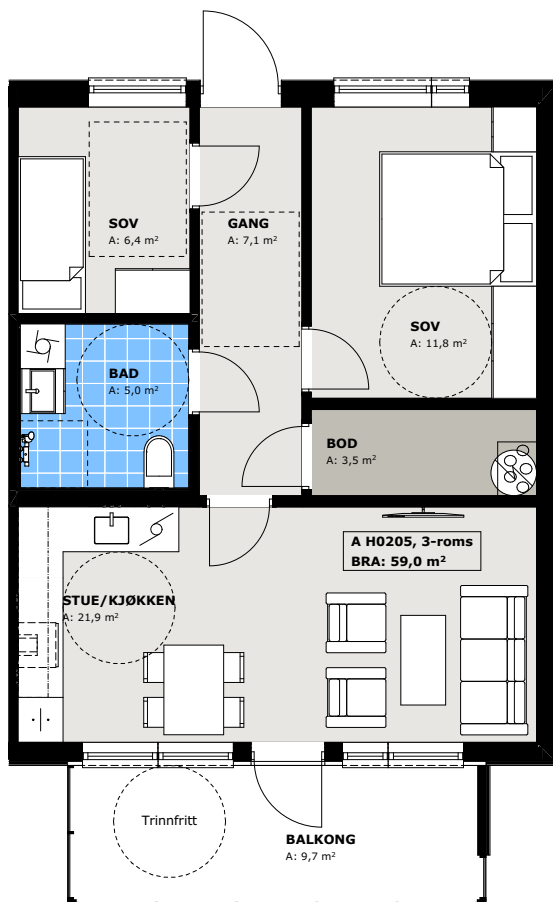 SOV
A: 6,4 m²
GANG
A: 7,1 m²
SOV
A: 11,8 m²
BAD
A: 5,0 m²
BOD
A: 3,5 m²
A H0205, 3-roms
BRA: 59,0 m²
STUE/KJØKKEN
A: 21,9 m²
Trinnfritt
BALKONG
A: 9,7 m²